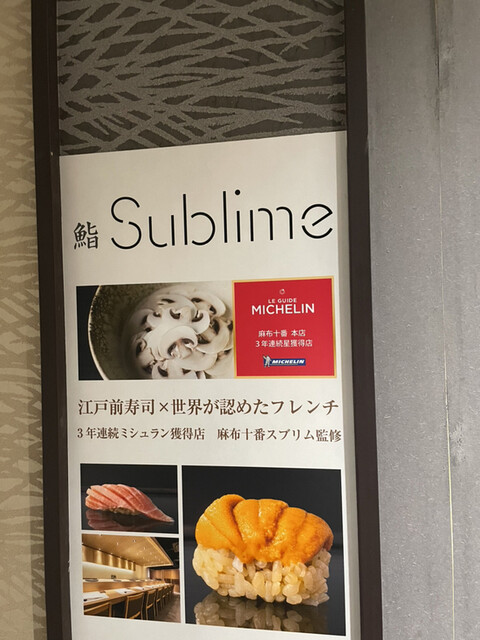 鮨 Sublime
LE GUIDE
MICHELIN
麻布十番 本店
3年連続星獲得店
MICHELIN
江戸前寿司×世界が認めたフレンチ
3年連続ミシュラン獲得店 麻布十番スブリム監修